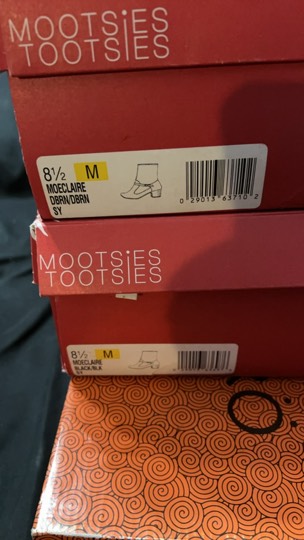 MOOTSIES
TOOTSIES
8½ M
MOECLAIRE
DBRN/DBRN
SY
0 29013 63710 2
MOOTSIES
TOOTSIES
8½ M
MOECLAIRE
BLACK/BLK
SY